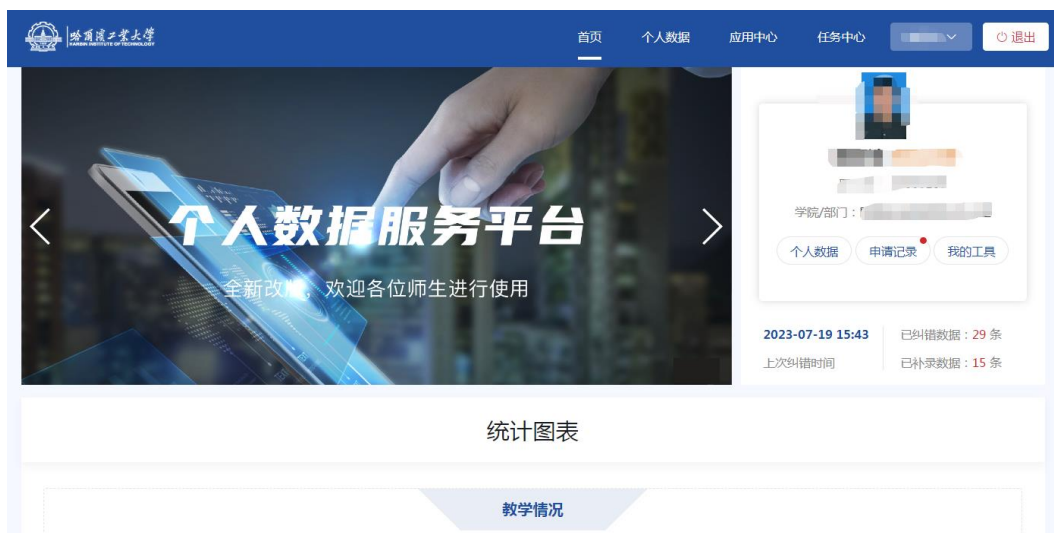 哈爾濱工業大學
HARBIN INSTITUTE OF TECHNOLOGY
首页 个人数据 应用中心 任务中心 退出
个人数据服务平台
全新改版，欢迎各位师生进行使用
学院/部门：
个人数据 申请记录 我的工具
2023-07-19 15:43 已纠错数据：29 条
上次纠错时间 已补录数据：15 条
统计图表
教学情况